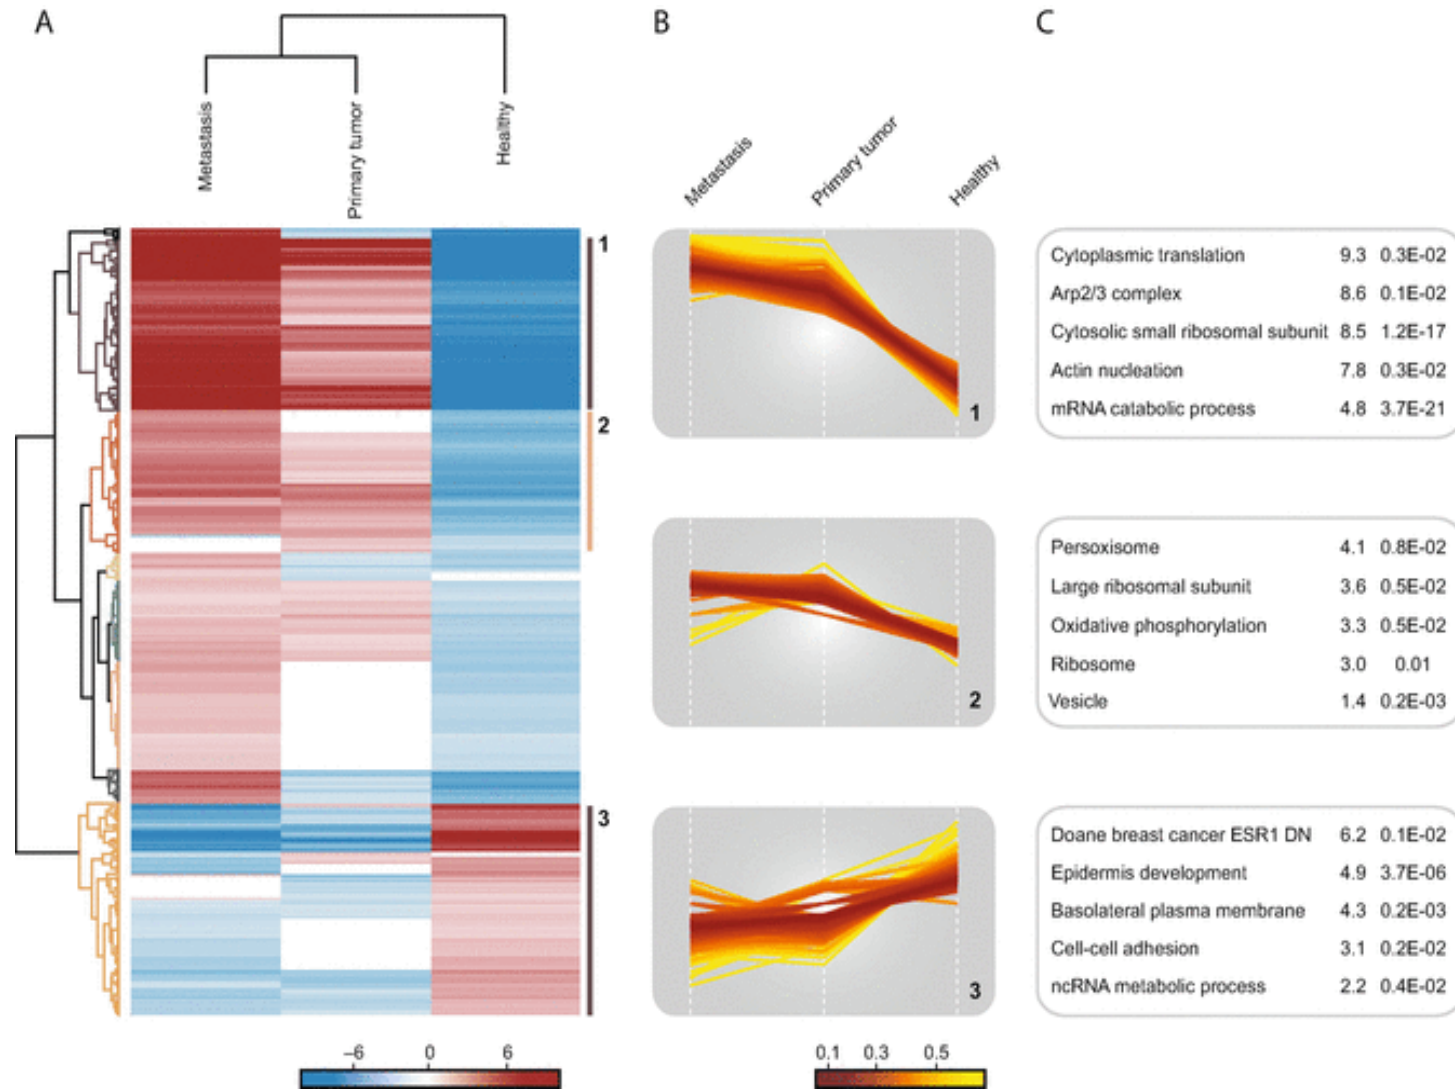 A
B
C
Metastasis
Primary tumor
Healthy
Metastasis
Primary tumor
Healthy
1
2
3
1
Cytoplasmic translation 9.3 0.3E-02
Arp2/3 complex 8.6 0.1E-02
Cytosolic small ribosomal subunit 8.5 1.2E-17
Actin nucleation 7.8 0.3E-02
mRNA catabolic process 4.8 3.7E-21
2
Persoxisome 4.1 0.8E-02
Large ribosomal subunit 3.6 0.5E-02
Oxidative phosphorylation 3.3 0.5E-02
Ribosome 3.0 0.01
Vesicle 1.4 0.2E-03
3
Doane breast cancer ESR1 DN 6.2 0.1E-02
Epidermis development 4.9 3.7E-06
Basolateral plasma membrane 4.3 0.2E-03
Cell-cell adhesion 3.1 0.2E-02
ncRNA metabolic process 2.2 0.4E-02
–6 0 6
0.1 0.3 0.5